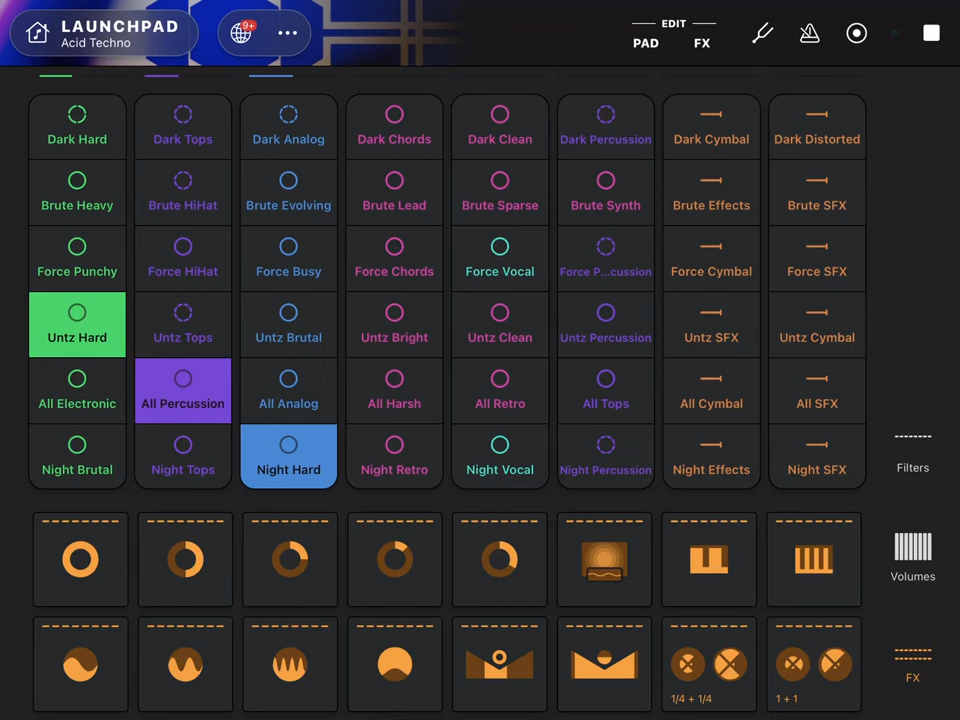 LAUNCHPAD
Acid Techno
9+
EDIT
PAD FX
Dark Hard Dark Tops Dark Analog Dark Chords Dark Clean Dark Percussion Dark Cymbal Dark Distorted
Brute Heavy Brute HiHat Brute Evolving Brute Lead Brute Sparse Brute Synth Brute Effects Brute SFX
Force Punchy Force HiHat Force Busy Force Chords Force Vocal Force P...cussion Force Cymbal Force SFX
Untz Hard Untz Tops Untz Brutal Untz Bright Untz Clean Untz Percussion Untz SFX Untz Cymbal
All Electronic All Percussion All Analog All Harsh All Retro All Tops All Cymbal All SFX
Night Brutal Night Tops Night Hard Night Retro Night Vocal Night Percussion Night Effects Night SFX
Filters
Volumes
FX
1/4 + 1/4 1 + 1